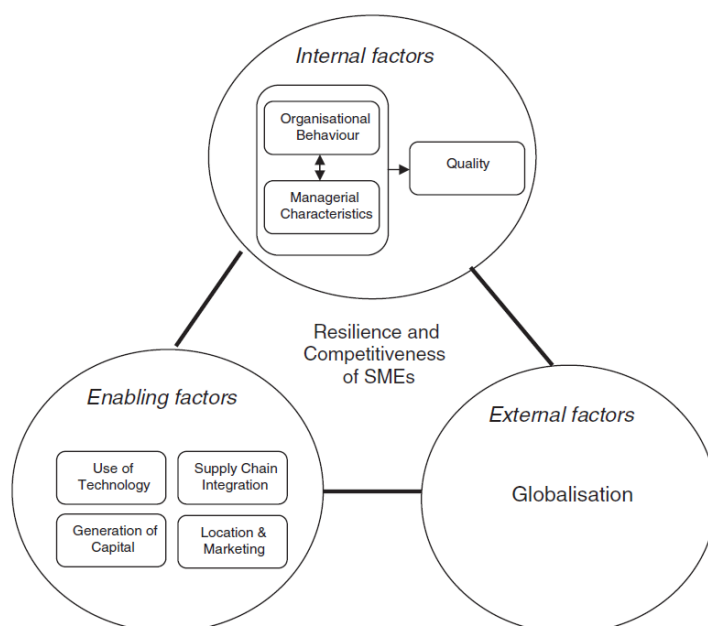 Internal factors
Organisational
Behaviour
Managerial
Characteristics
Quality
Resilience and
Competitiveness
of SMEs
Enabling factors
Use of
Technology
Supply Chain
Integration
Generation of
Capital
Location &
Marketing
External factors
Globalisation